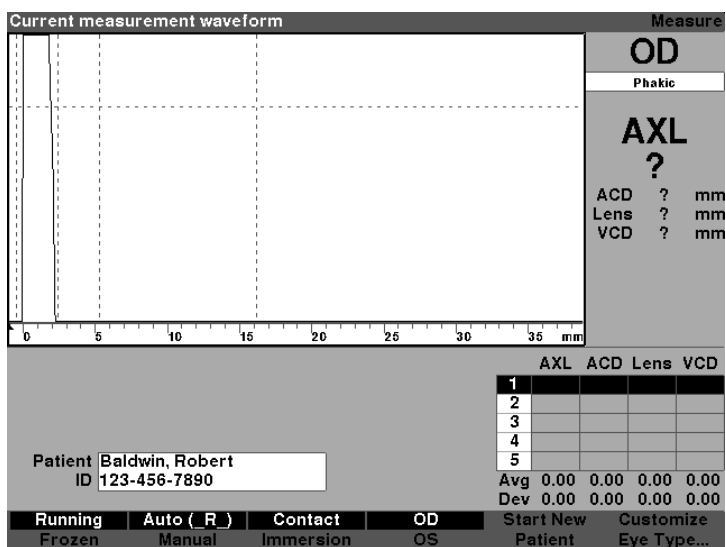 Current measurement waveform Measure
OD
Phakic
AXL
?
ACD ? mm
Lens ? mm
VCD ? mm
0 5 10 15 20 25 30 35 mm
AXL ACD Lens VCD
1
2
3
4
5
Avg 0.00 0.00 0.00 0.00
Dev 0.00 0.00 0.00 0.00
Patient Baldwin, Robert
ID 123-456-7890
Running Auto (_R_) Contact OD Start New Customize
Frozen Manual Immersion OS Patient Eye Type...